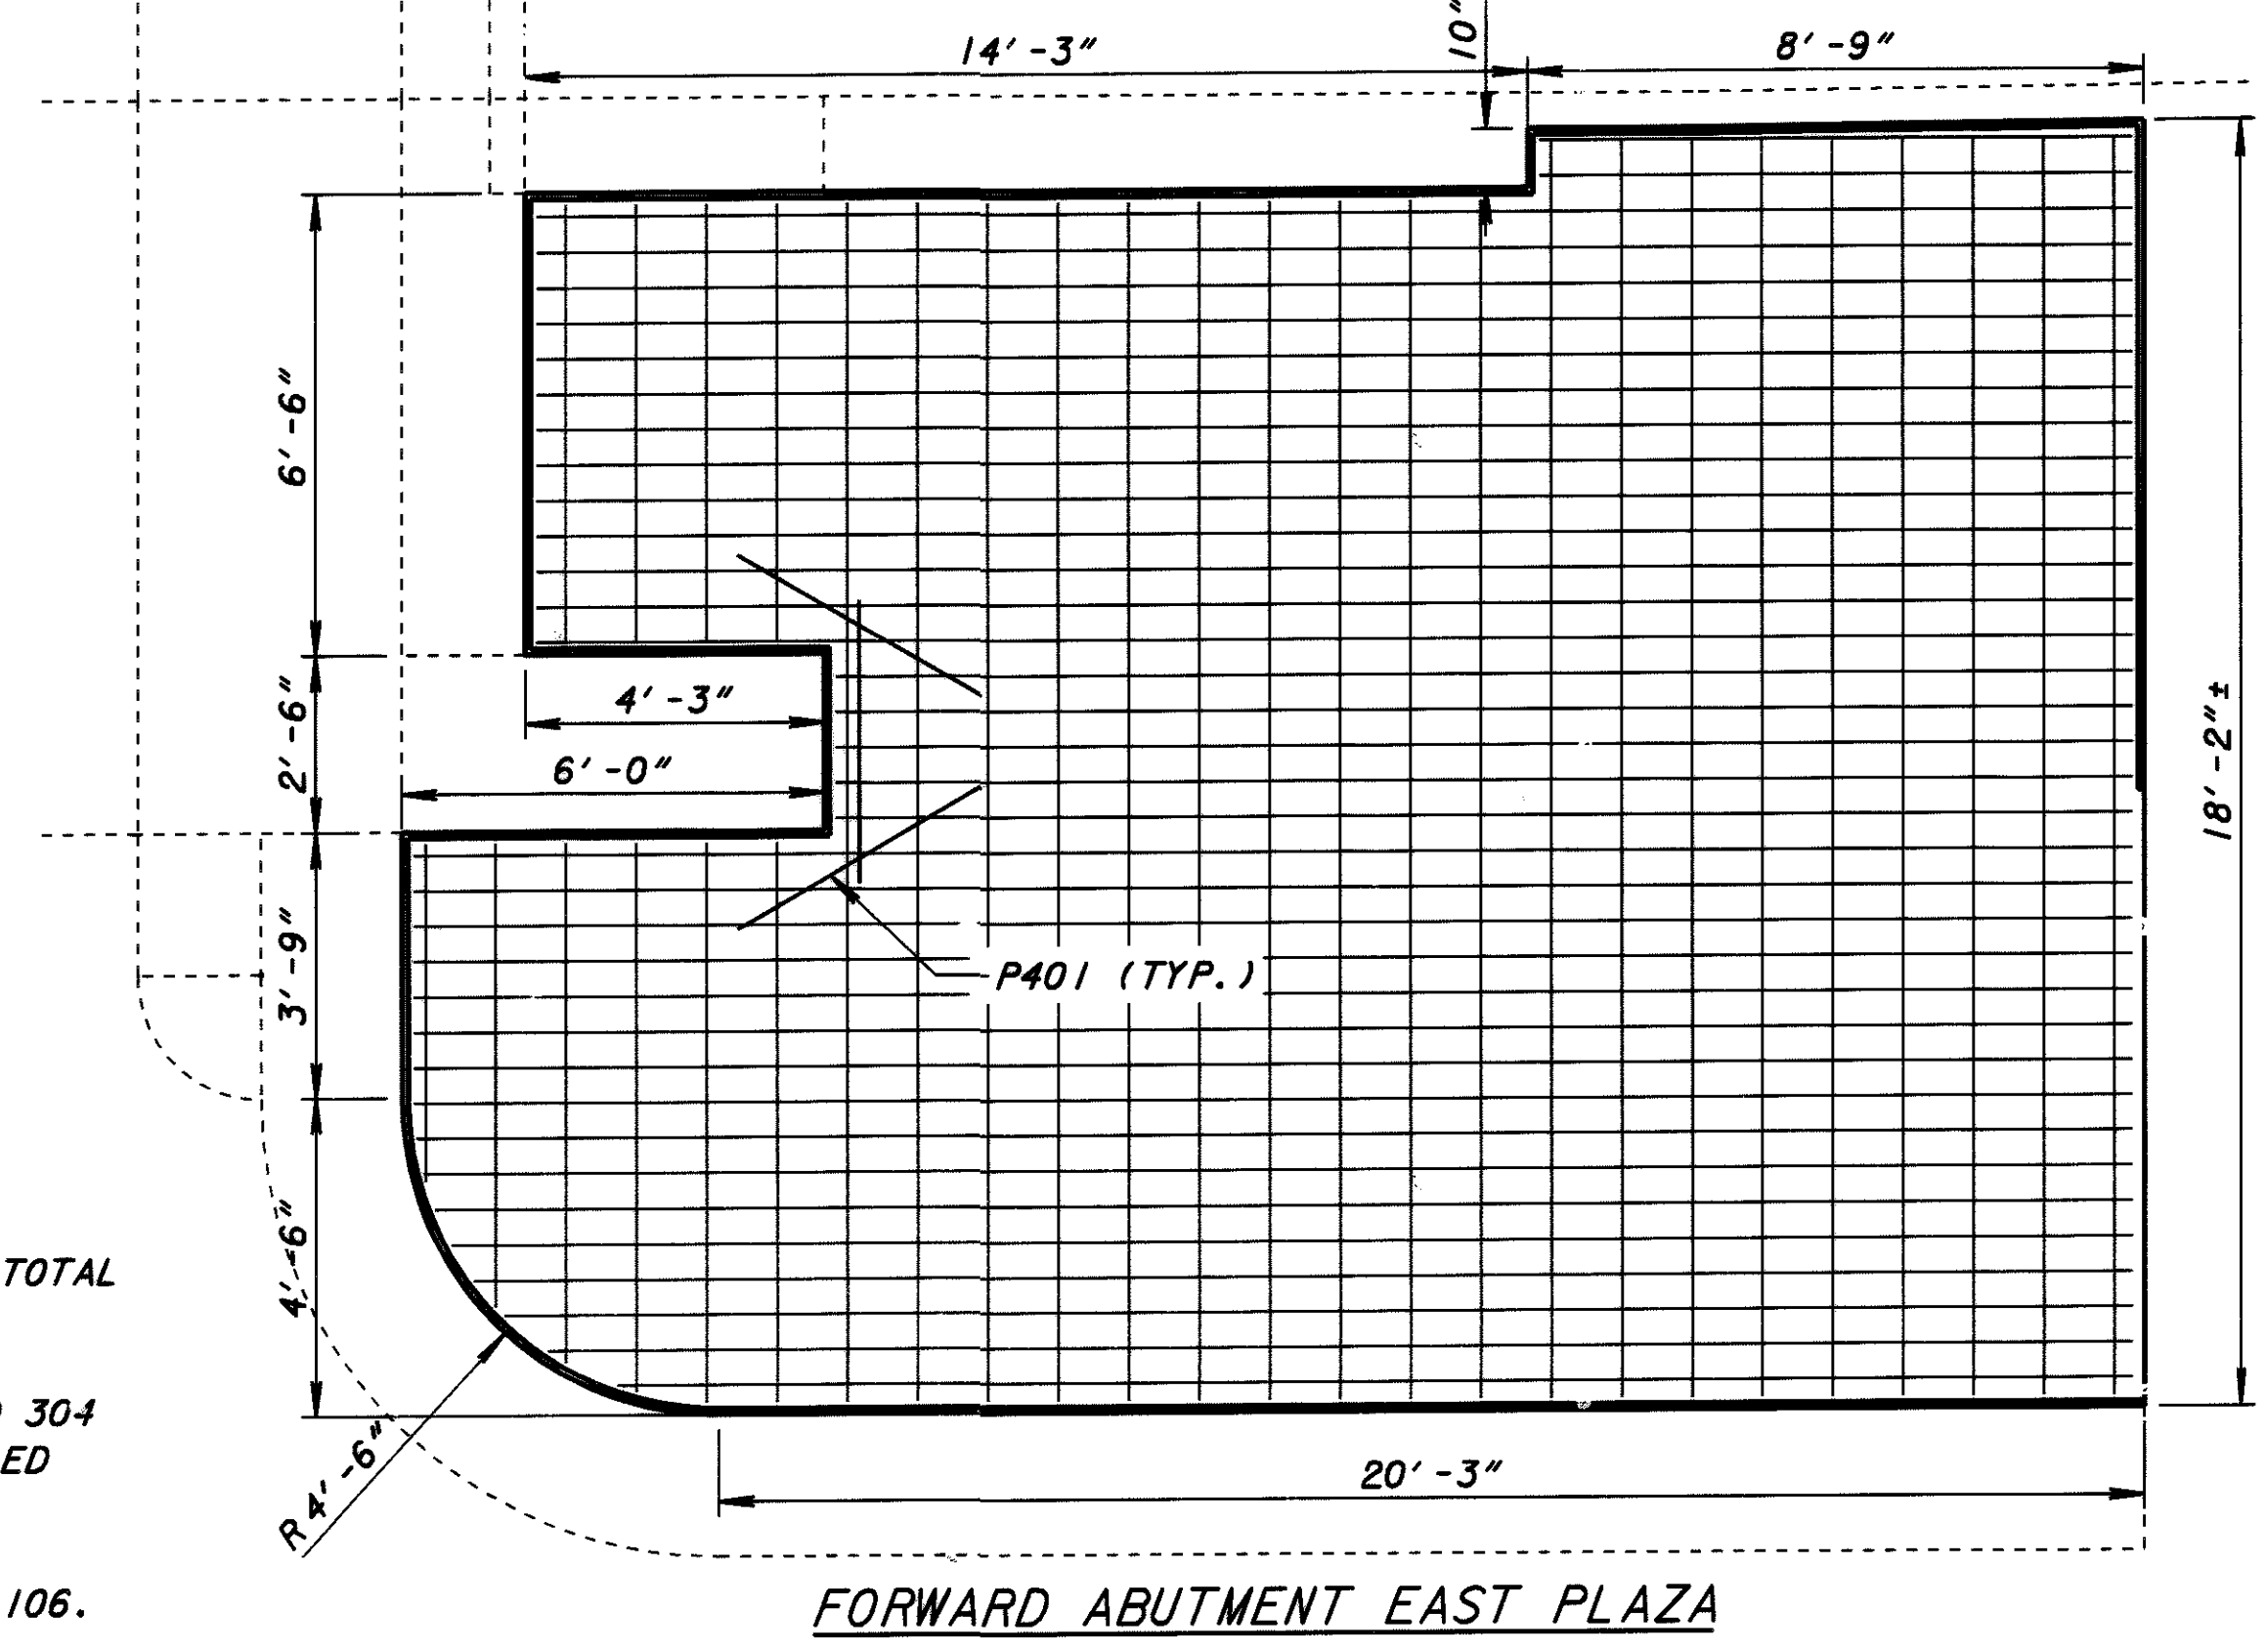 10"
14'-3"
8'-9"
6'-6"
2'-6"
4'-3"
6'-0"
18'-2"±
3'-9"
P401 (TYP.)
4'-6"
TOTAL
304
ED
R 4'-6"
20'-3"
106.
FORWARD ABUTMENT EAST PLAZA